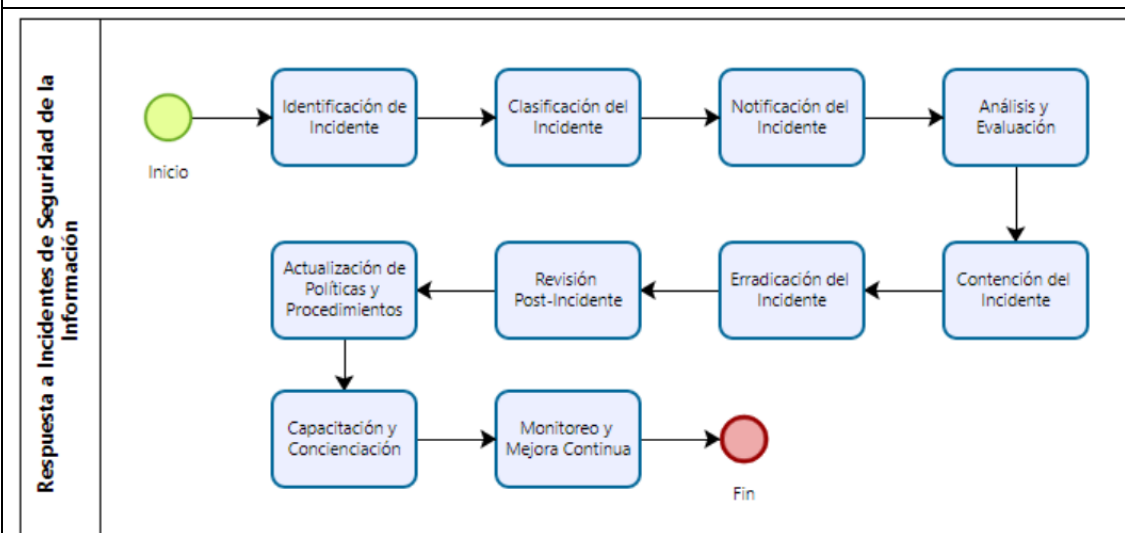 Respuesta a Incidentes de Seguridad de la
Información
Inicio
Identificación de
Incidente
Clasificación del
Incidente
Notificación del
Incidente
Análisis y
Evaluación
Contención del
Incidente
Erradicación del
Incidente
Revisión
Post-Incidente
Actualización de
Políticas y
Procedimientos
Capacitación y
Concienciación
Monitoreo y
Mejora Continua
Fin